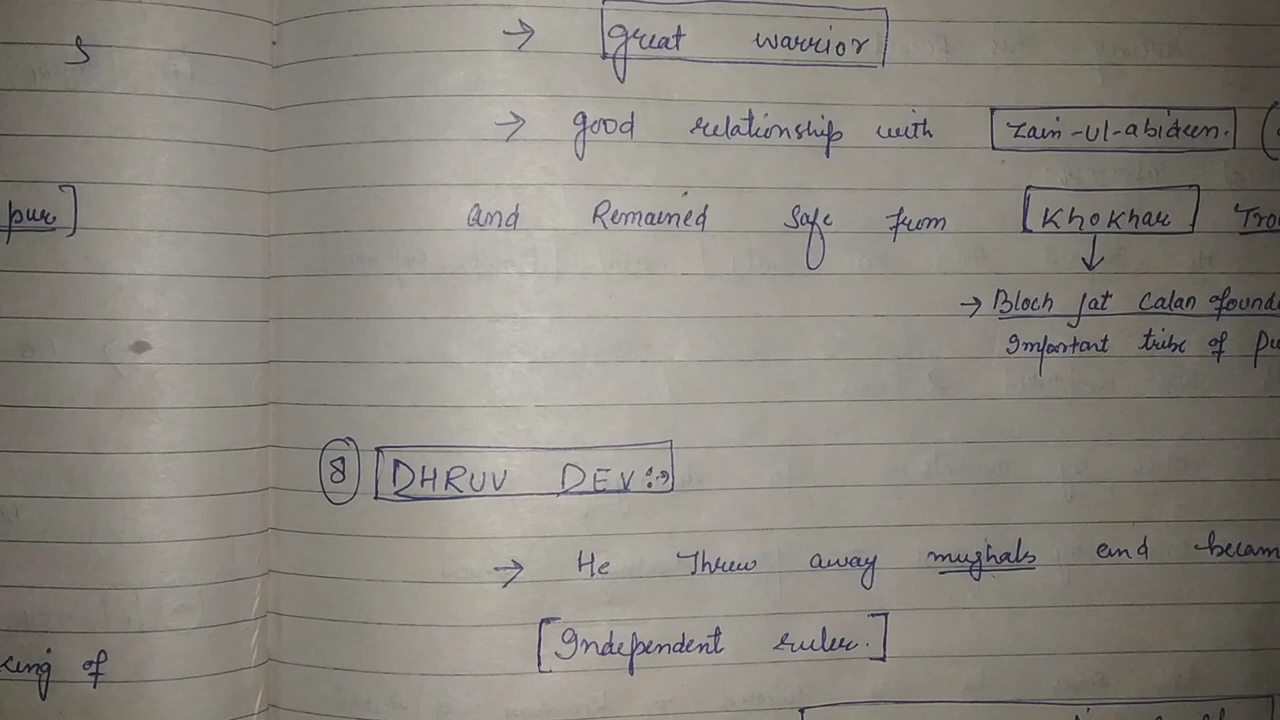 S
→ great warrior
→ good relationship with zain-ul-abideen. (
pur]
and Remained safe from [Khokhar]
→ Bloch jat Calan
Important tribe of
8 DHRUV DEV:→
→ He Threw away mughals and
[Independent ruler.]
of